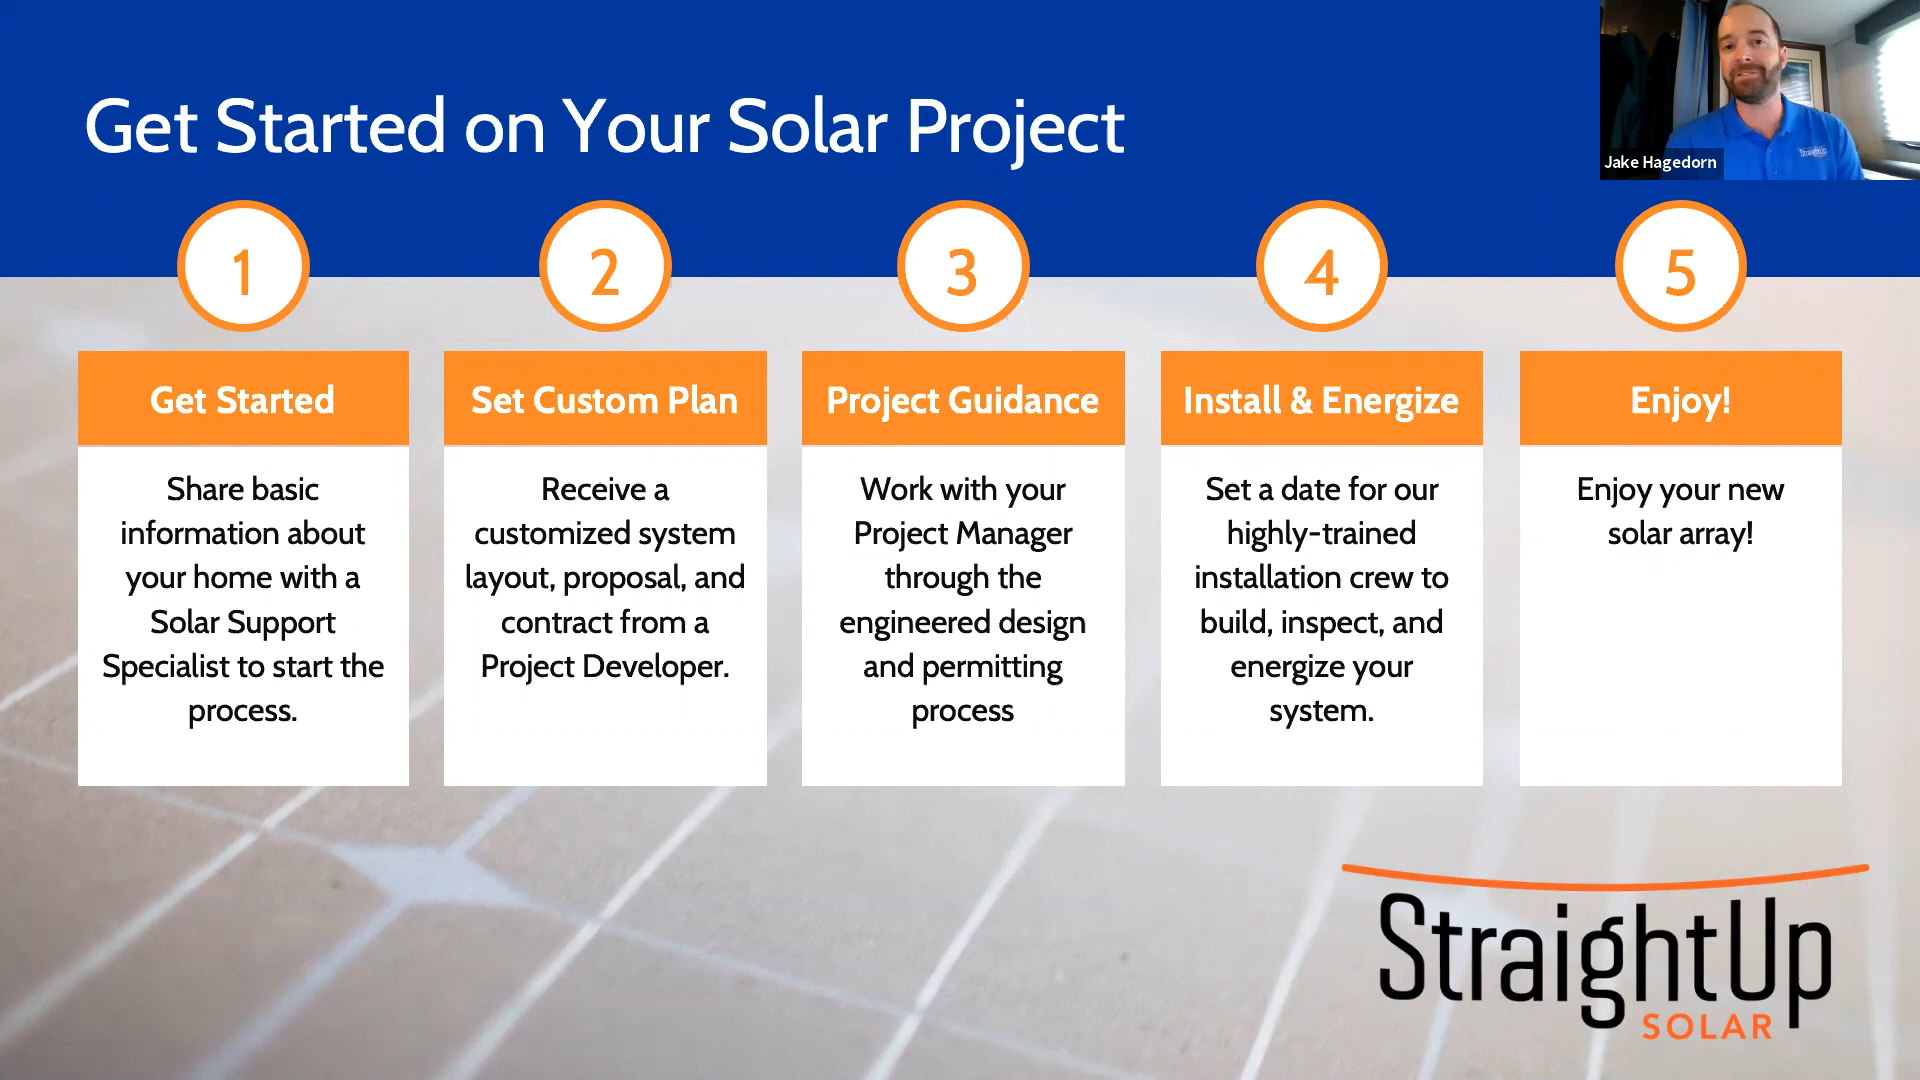 Get Started on Your Solar Project
StraightUp
Jake Hagedorn
1
2
3
4
5
Get Started
Share basic
information about
your home with a
Solar Support
Specialist to start the
process.
Set Custom Plan
Receive a
customized system
layout, proposal, and
contract from a
Project Developer.
Project Guidance
Work with your
Project Manager
through the
engineered design
and permitting
process
Install & Energize
Set a date for our
highly-trained
installation crew to
build, inspect, and
energize your
system.
Enjoy!
Enjoy your new
solar array!
StraightUp
SOLAR